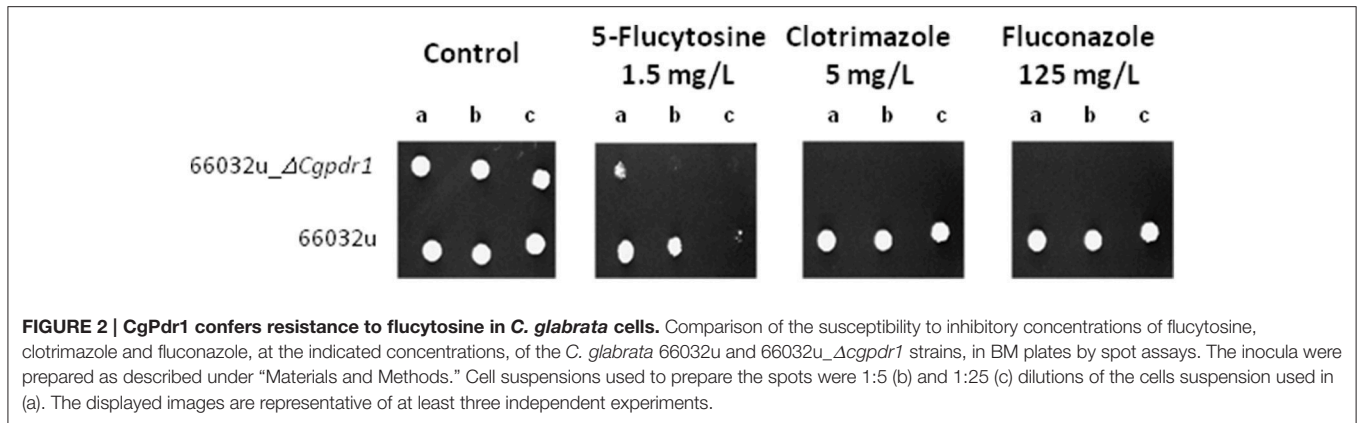 Control
5-Flucytosine
1.5 mg/L
Clotrimazole
5 mg/L
Fluconazole
125 mg/L
a b c
a b c
a b c
a b c
66032u_ΔCgpdr1
66032u
FIGURE 2 | CgPdr1 confers resistance to flucytosine in C. glabrata cells. Comparison of the susceptibility to inhibitory concentrations of flucytosine,
clotrimazole and fluconazole, at the indicated concentrations, of the C. glabrata 66032u and 66032u_Δcgpdr1 strains, in BM plates by spot assays. The inocula were
prepared as described under “Materials and Methods.” Cell suspensions used to prepare the spots were 1:5 (b) and 1:25 (c) dilutions of the cells suspension used in
(a). The displayed images are representative of at least three independent experiments.